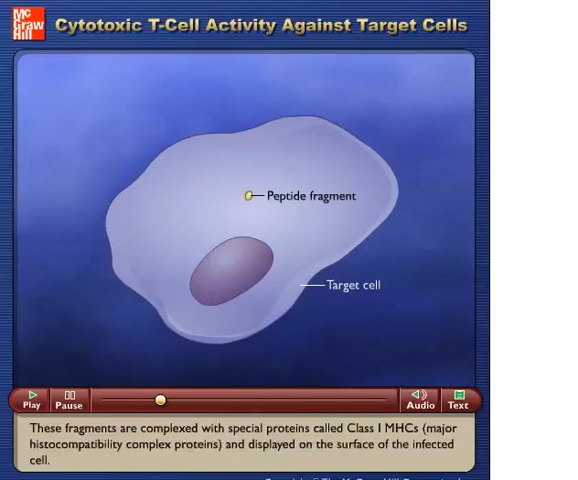 Mc
Graw
Hill
Cytotoxic T-Cell Activity Against Target Cells
Peptide fragment
Target cell
Play
Pause
Audio
Text
These fragments are complexed with special proteins called Class I MHCs (major
histocompatibility complex proteins) and displayed on the surface of the infected
cell.